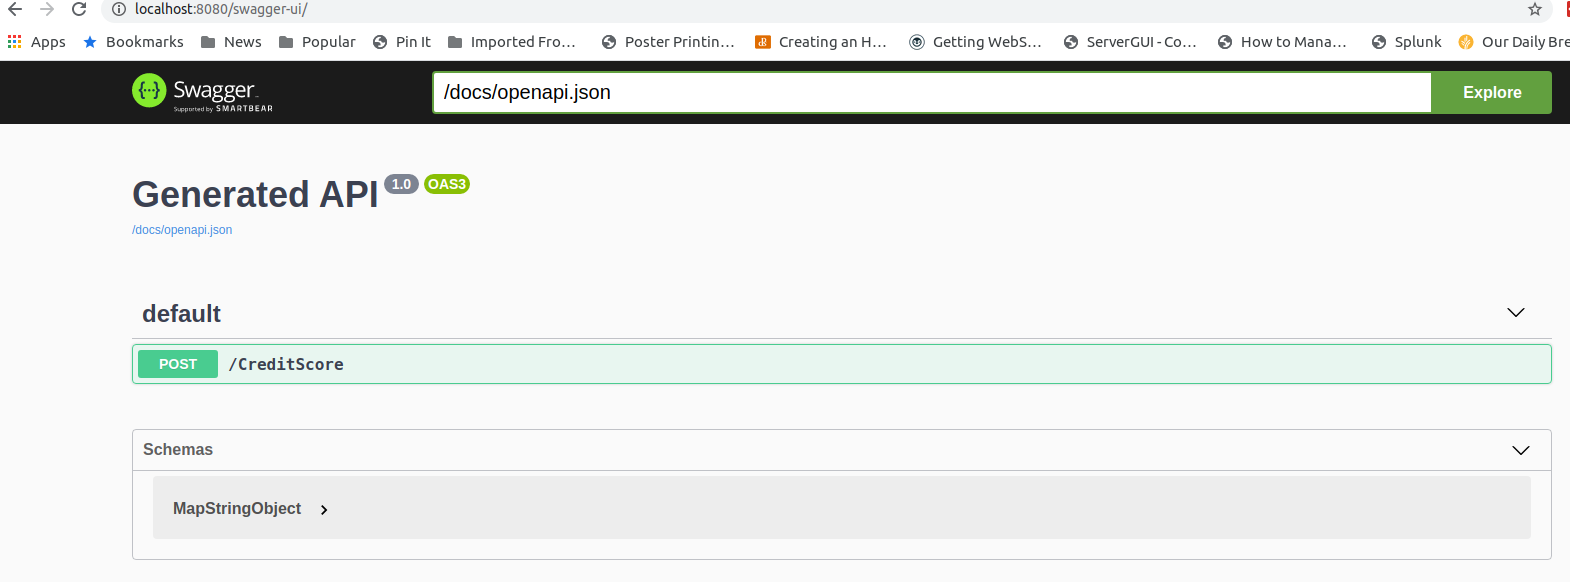 localhost:8080/swagger-ui/
Apps Bookmarks News Popular Pin It Imported Fro... Poster Printin... Creating an H... Getting WebS... ServerGUI - Co... How to Mana... Splunk Our Daily Bre
Swagger
Supported by SMARTBEAR
/docs/openapi.json
Explore
Generated API 1.0 OAS3
/docs/openapi.json
default
POST /CreditScore
Schemas
MapStringObject